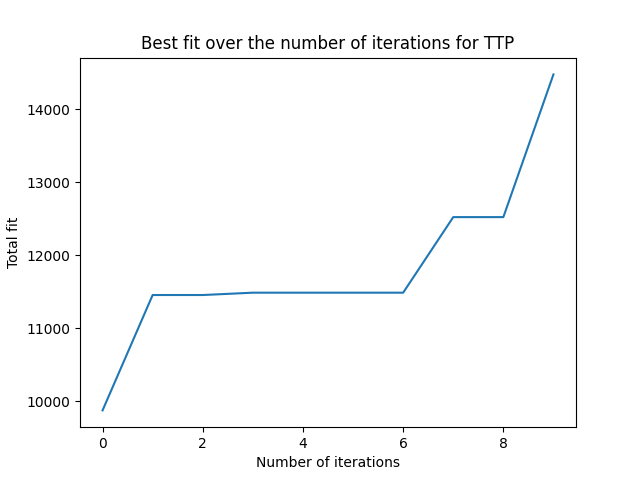 Best fit over the number of iterations for TTP
14000
13000
12000
11000
10000
Total fit
0 2 4 6 8
Number of iterations